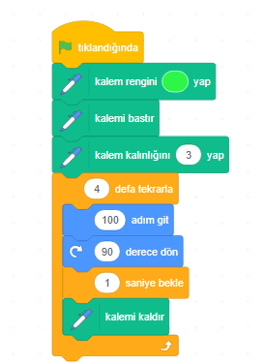 tıklandığında
kalem rengini yap
kalemi bastır
kalem kalınlığını 3 yap
4 defa tekrarla
100 adım git
90 derece dön
1 saniye bekle
kalemi kaldır